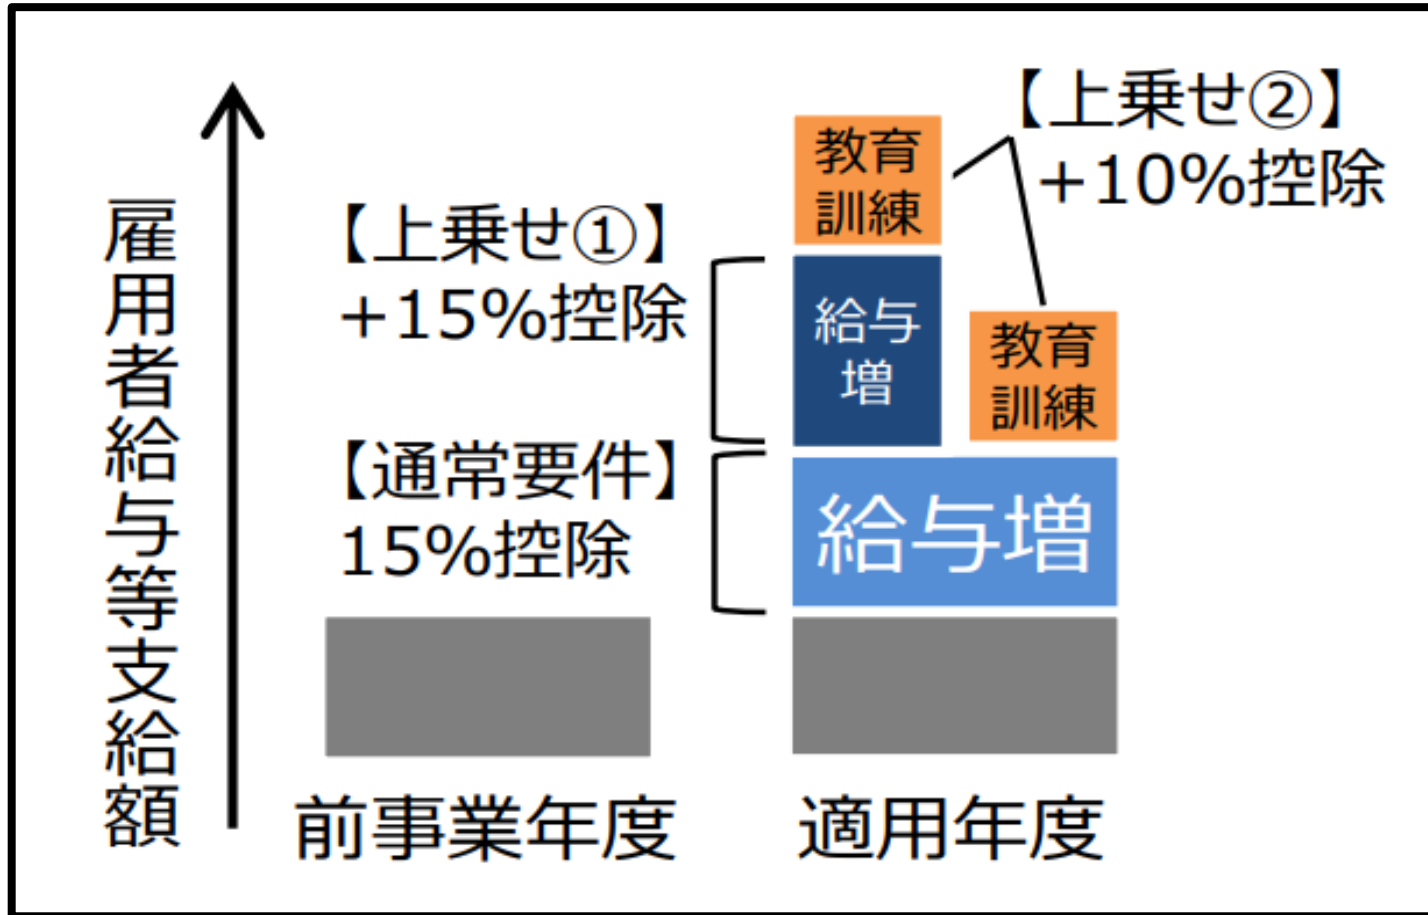 雇用者給与等支給額
【上乗せ①】
+15%控除
【通常要件】
15%控除
【上乗せ②】
+10%控除
教育
訓練
給与
増
教育
訓練
給与増
前事業年度
適用年度